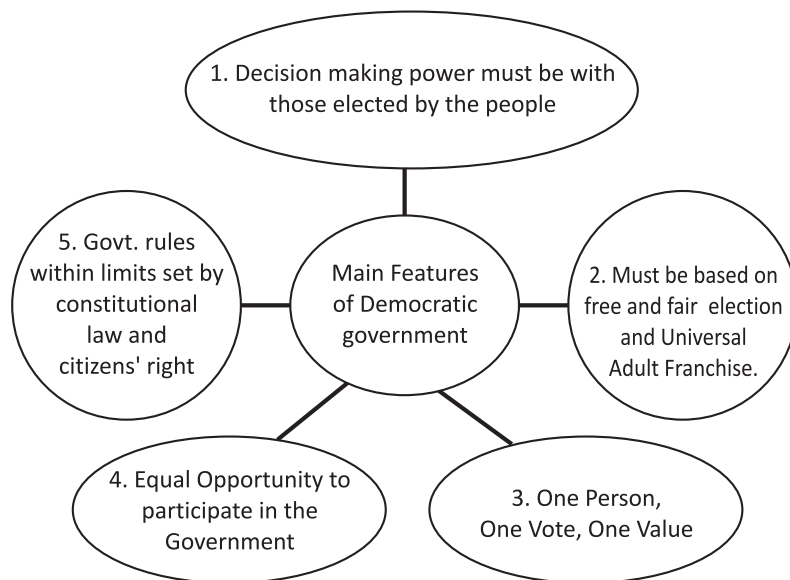 1. Decision making power must be with
those elected by the people
5. Govt. rules
within limits set by
constitutional
law and
citizens' right
Main Features
of Democratic
government
2. Must be based on
free and fair election
and Universal
Adult Franchise.
4. Equal Opportunity to
participate in the
Government
3. One Person,
One Vote, One Value